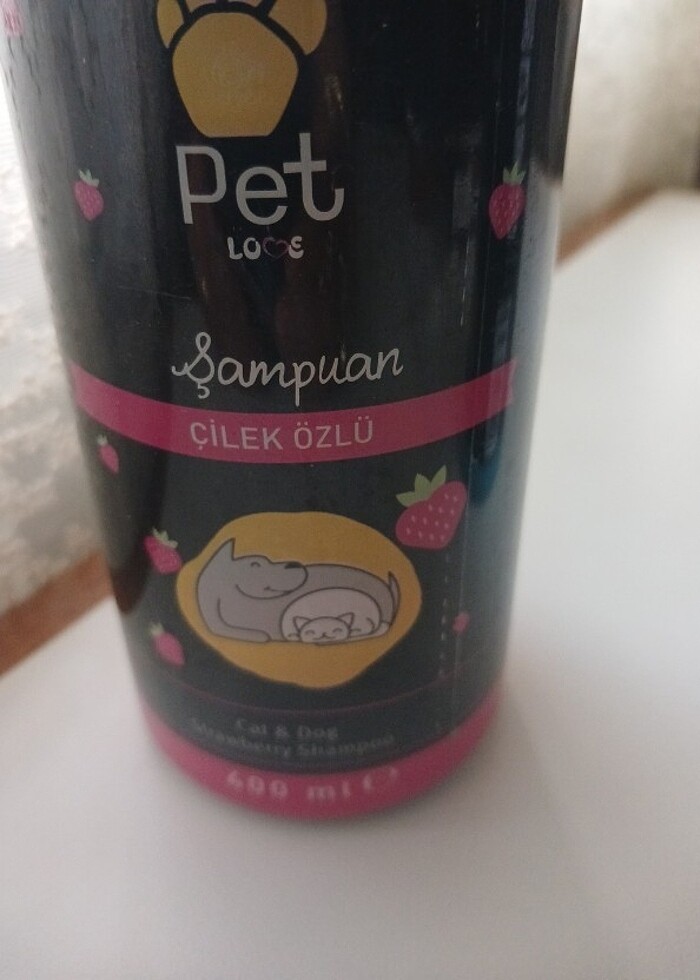 Pet
LOVE
Şampuan
ÇİLEK ÖZLÜ
Cat & Dog
Strawberry Shampoo
400 ml e